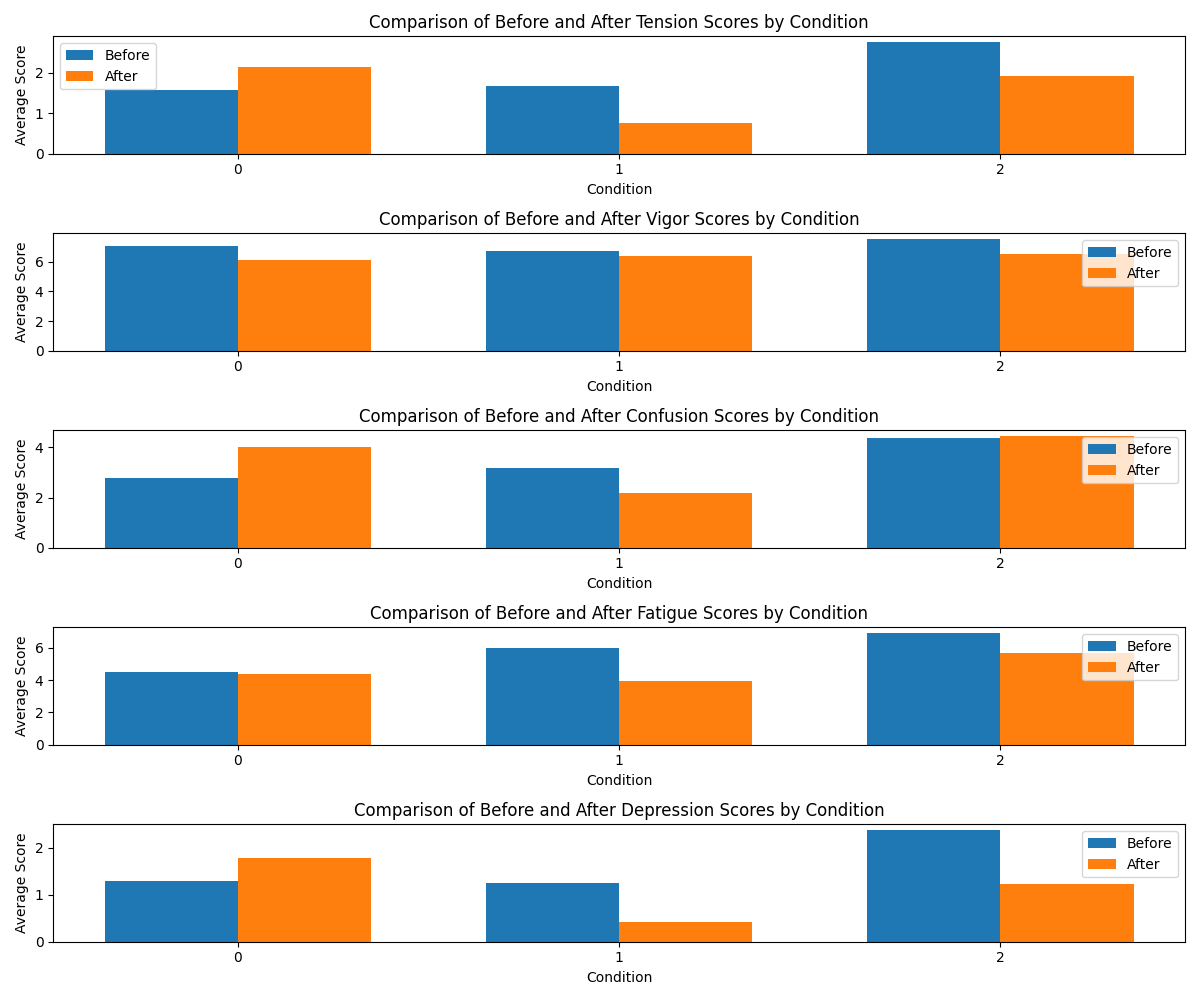 Comparison of Before and After Tension Scores by Condition
Average Score
2
1
0
Before
After
0 1 2
Condition
Comparison of Before and After Vigor Scores by Condition
Average Score
6
4
2
0
Before
After
0 1 2
Condition
Comparison of Before and After Confusion Scores by Condition
Average Score
4
2
0
Before
After
0 1 2
Condition
Comparison of Before and After Fatigue Scores by Condition
Average Score
6
4
2
0
Before
After
0 1 2
Condition
Comparison of Before and After Depression Scores by Condition
Average Score
2
1
0
Before
After
0 1 2
Condition